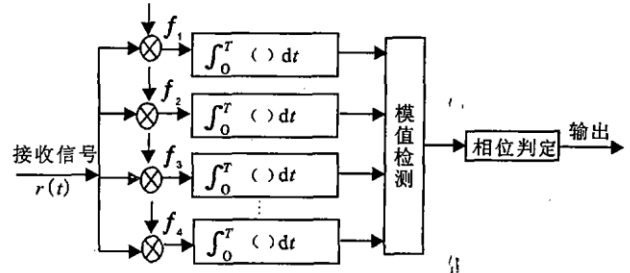 f₁
∫₀ᵀ ( ) dt
f₂
∫₀ᵀ ( ) dt
接收信号
r(t)
f₃
∫₀ᵀ ( ) dt
f₄
∫₀ᵀ ( ) dt
模值检测
相位判定
输出